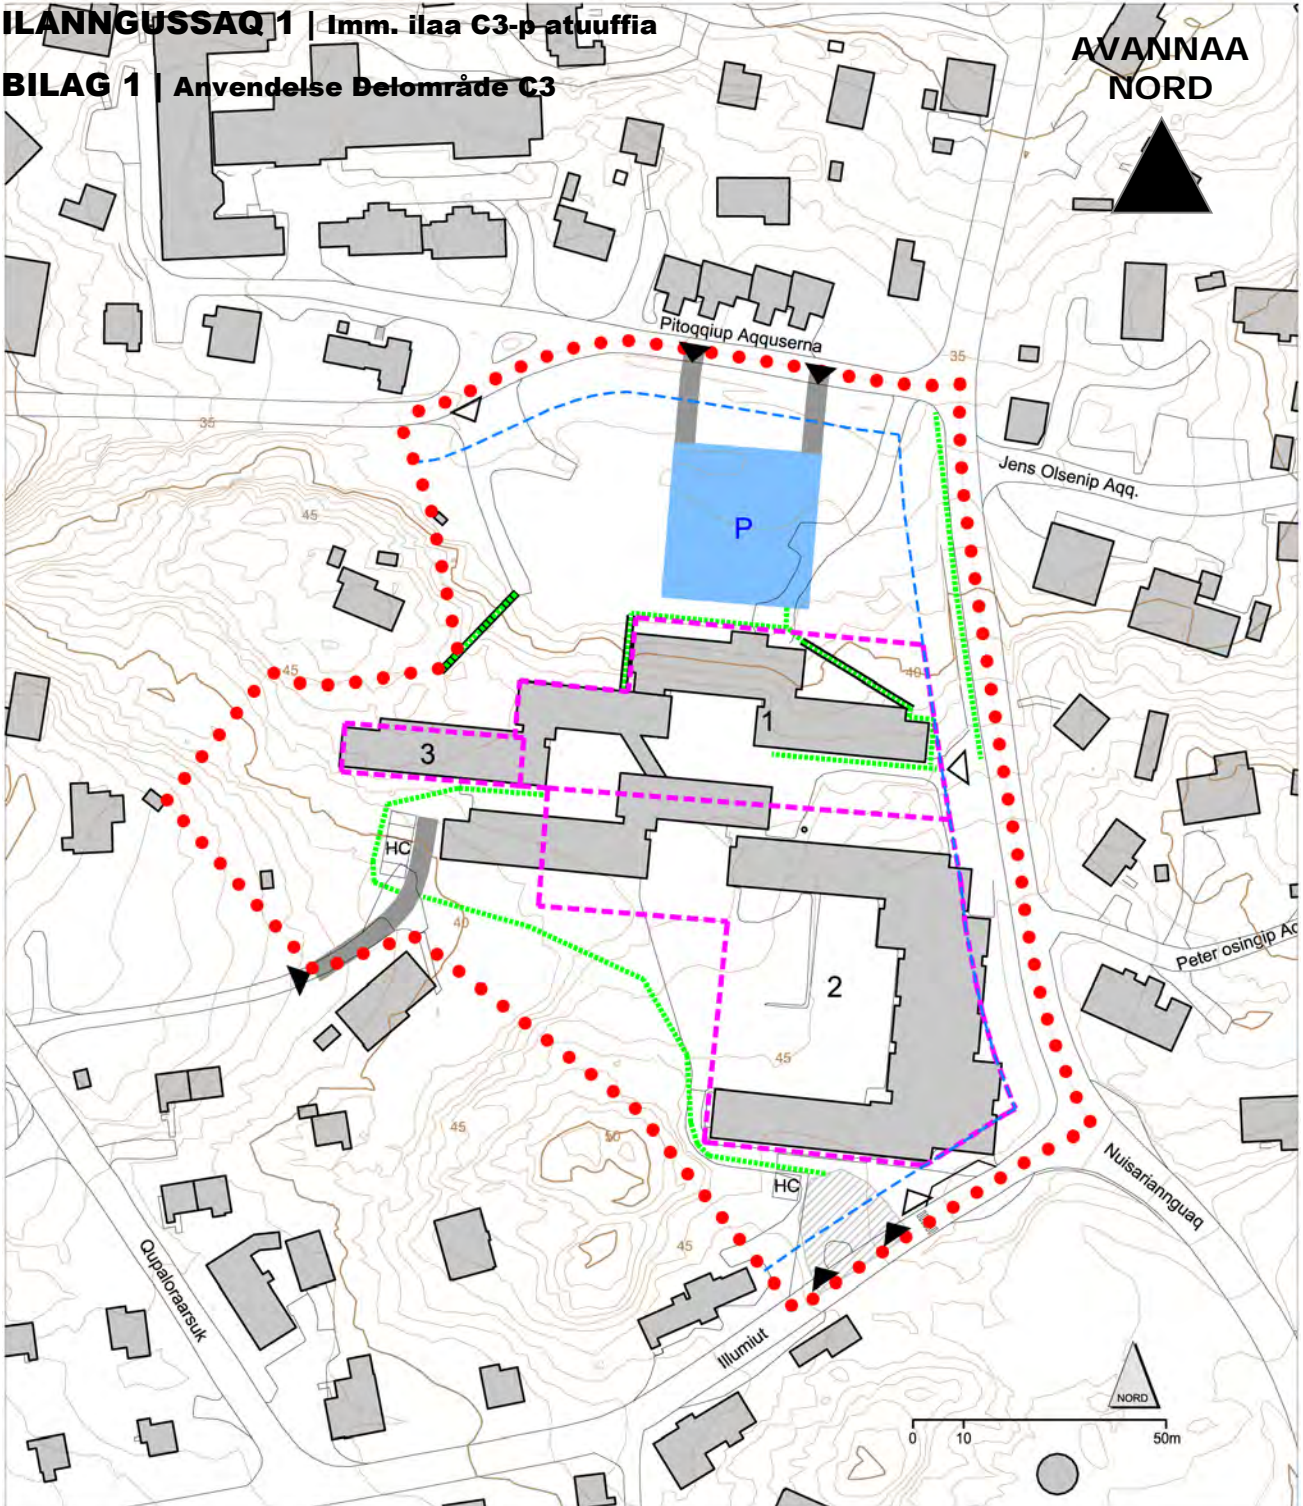 ILANNGUSSAQ 1 | Imm. ilaa C3-p atuuffia
BILAG 1 | Anvendelse Delområde C3
AVANNAA
NORD
Pitoqqiup Aqquserna
35
35
Jens Olsenip Aqq.
45
P
45
40
1
3
HC
40
Peter osingip Aq
2
45
45
50
Nuisariannguaq
HC
45
Qupaloraarsuk
Illumiut
NORD
0 10 50m